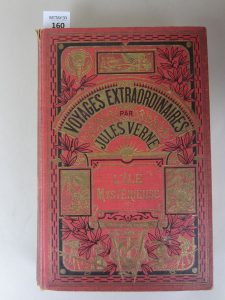 160
VOYAGES EXTRAORDINAIRES
PAR
JULES VERNE
L'ILE
MYSTÉRIEUSE